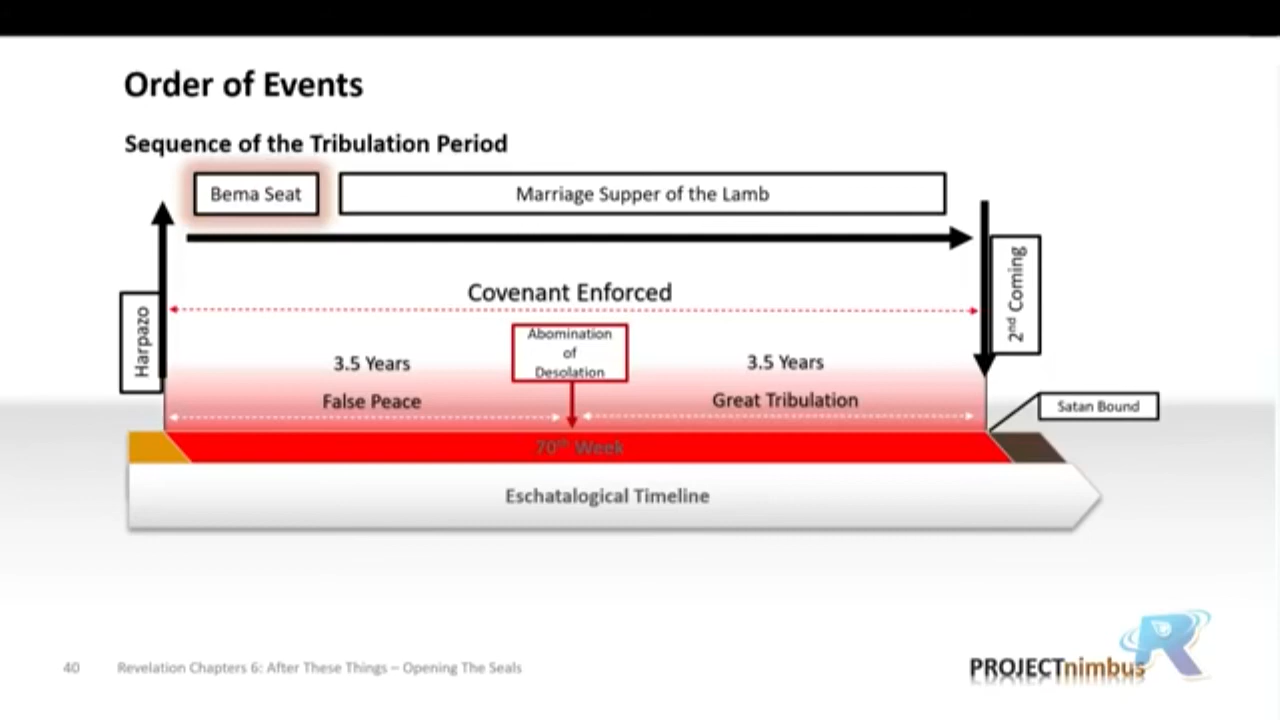 Order of Events
Sequence of the Tribulation Period
Bema Seat
Marriage Supper of the Lamb
Harpazo
Covenant Enforced
2nd Coming
Abomination
of
Desolation
3.5 Years
3.5 Years
False Peace
Great Tribulation
Satan Bound
70th Week
Eschatalogical Timeline
40 Revelation Chapters 6: After These Things – Opening The Seals
PROJECTnimbus
R